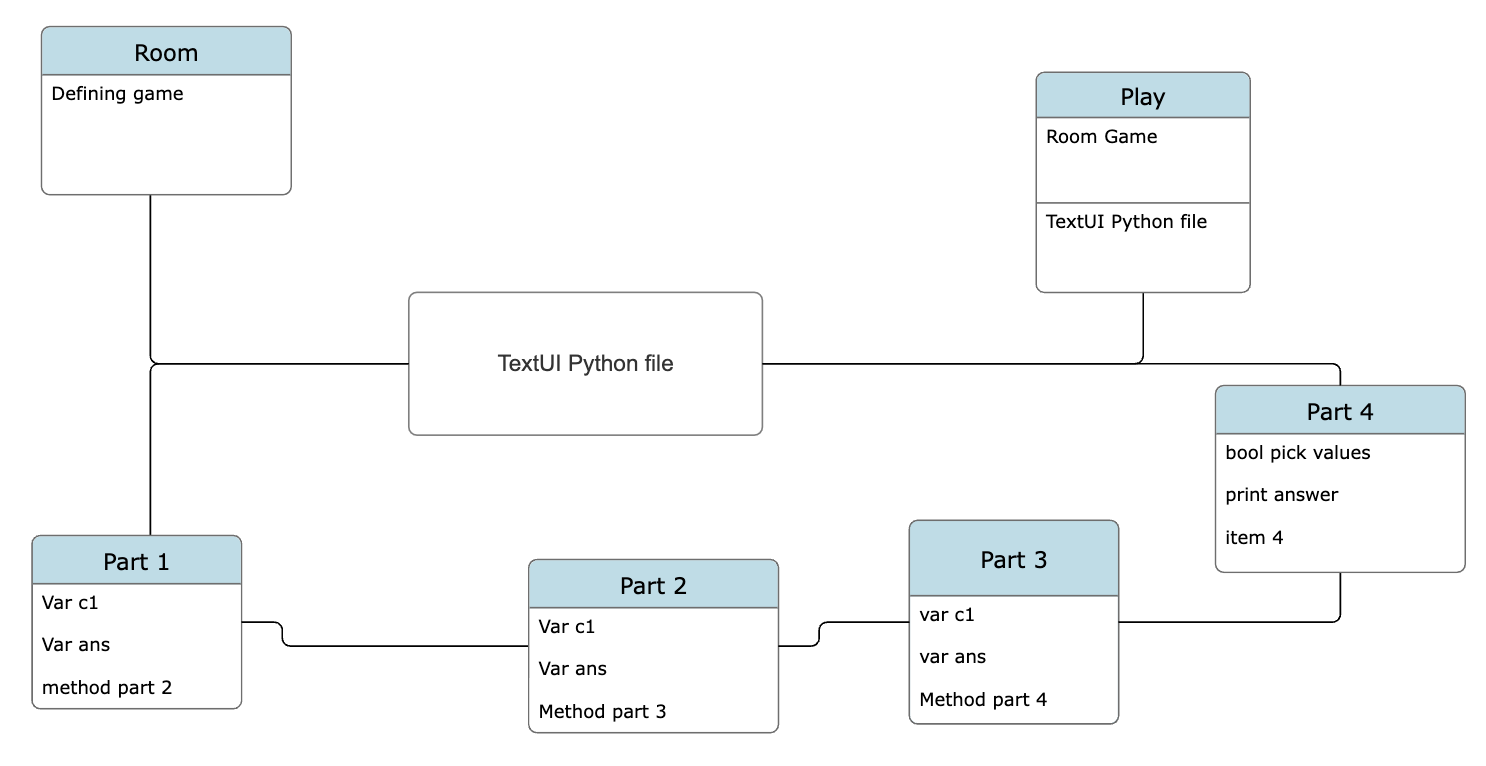 Room
Defining game
Play
Room Game
TextUI Python file
TextUI Python file
Part 4
bool pick values
print answer
item 4
Part 1
Var c1
Var ans
method part 2
Part 2
Var c1
Var ans
Method part 3
Part 3
var c1
var ans
Method part 4